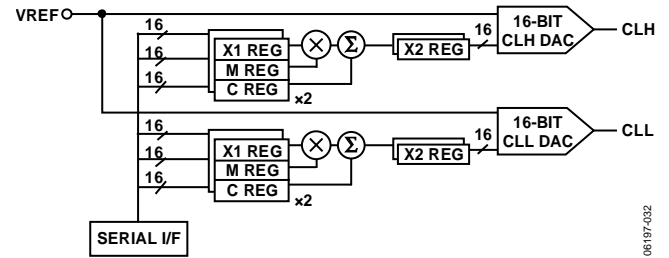 VREF
16
16
16
X1 REG
M REG
C REG
×2
×
Σ
X2 REG
16
16-BIT
CLH DAC
CLH
16
16
16
X1 REG
M REG
C REG
×2
×
Σ
X2 REG
16
16-BIT
CLL DAC
CLL
SERIAL I/F
06197-032